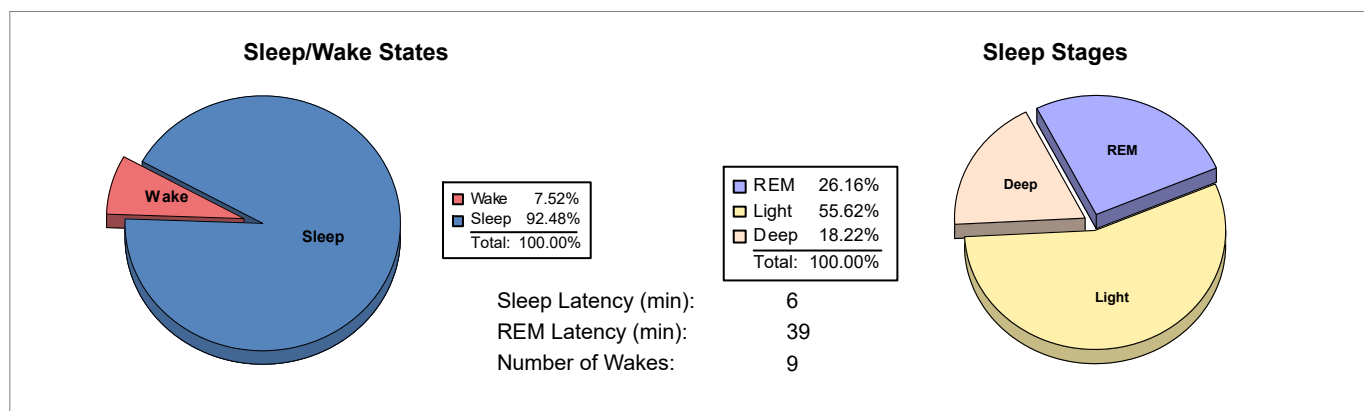 Sleep/Wake States
Wake
Sleep
Wake 7.52%
Sleep 92.48%
Total: 100.00%
Sleep Stages
REM
Deep
Light
REM 26.16%
Light 55.62%
Deep 18.22%
Total: 100.00%
Sleep Latency (min): 6
REM Latency (min): 39
Number of Wakes: 9